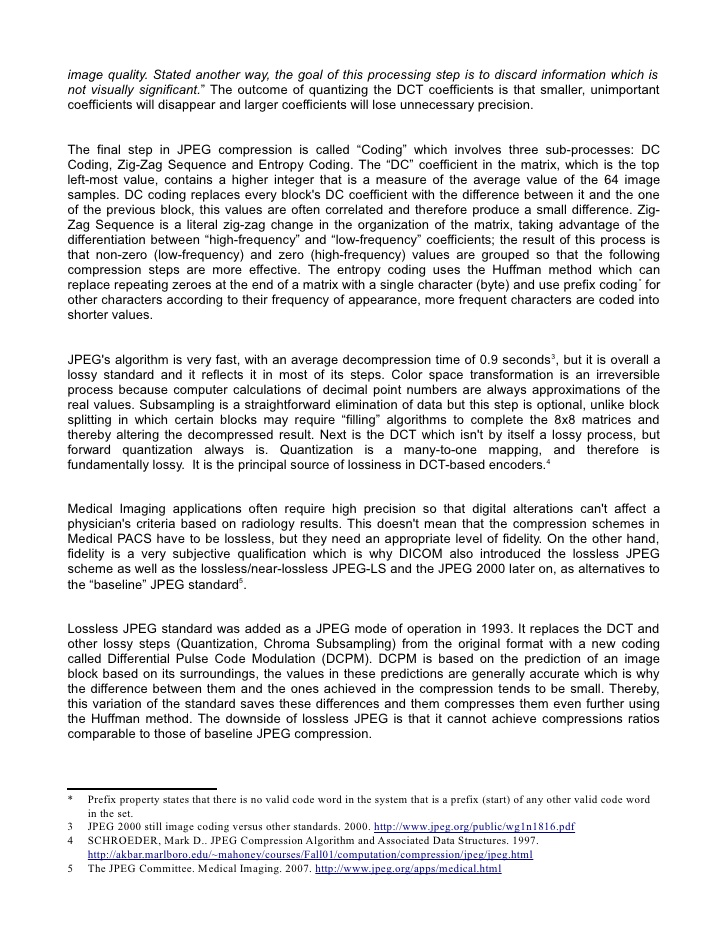 image quality. Stated another way, the goal of this processing step is to discard information which is
not visually significant.” The outcome of quantizing the DCT coefficients is that smaller, unimportant
coefficients will disappear and larger coefficients will lose unnecessary precision.
The final step in JPEG compression is called “Coding” which involves three sub-processes: DC
Coding, Zig-Zag Sequence and Entropy Coding. The “DC” coefficient in the matrix, which is the top
left-most value, contains a higher integer that is a measure of the average value of the 64 image
samples. DC coding replaces every block's DC coefficient with the difference between it and the one
of the previous block, this values are often correlated and therefore produce a small difference. Zig-
Zag Sequence is a literal zig-zag change in the organization of the matrix, taking advantage of the
differentiation between “high-frequency” and “low-frequency” coefficients; the result of this process is
that non-zero (low-frequency) and zero (high-frequency) values are grouped so that the following
compression steps are more effective. The entropy coding uses the Huffman method which can
replace repeating zeroes at the end of a matrix with a single character (byte) and use prefix coding* for
other characters according to their frequency of appearance, more frequent characters are coded into
shorter values.
JPEG's algorithm is very fast, with an average decompression time of 0.9 seconds3, but it is overall a
lossy standard and it reflects it in most of its steps. Color space transformation is an irreversible
process because computer calculations of decimal point numbers are always approximations of the
real values. Subsampling is a straightforward elimination of data but this step is optional, unlike block
splitting in which certain blocks may require “filling” algorithms to complete the 8x8 matrices and
thereby altering the decompressed result. Next is the DCT which isn't by itself a lossy process, but
forward quantization always is. Quantization is a many-to-one mapping, and therefore is
fundamentally lossy. It is the principal source of lossiness in DCT-based encoders.4
Medical Imaging applications often require high precision so that digital alterations can't affect a
physician's criteria based on radiology results. This doesn't mean that the compression schemes in
Medical PACS have to be lossless, but they need an appropriate level of fidelity. On the other hand,
fidelity is a very subjective qualification which is why DICOM also introduced the lossless JPEG
scheme as well as the lossless/near-lossless JPEG-LS and the JPEG 2000 later on, as alternatives to
the “baseline” JPEG standard5.
Lossless JPEG standard was added as a JPEG mode of operation in 1993. It replaces the DCT and
other lossy steps (Quantization, Chroma Subsampling) from the original format with a new coding
called Differential Pulse Code Modulation (DCPM). DCPM is based on the prediction of an image
block based on its surroundings, the values in these predictions are generally accurate which is why
the difference between them and the ones achieved in the compression tends to be small. Thereby,
this variation of the standard saves these differences and them compresses them even further using
the Huffman method. The downside of lossless JPEG is that it cannot achieve compressions ratios
comparable to those of baseline JPEG compression.
* Prefix property states that there is no valid code word in the system that is a prefix (start) of any other valid code word
in the set.
3 JPEG 2000 still image coding versus other standards. 2000. http://www.jpeg.org/public/wg1n1816.pdf
4 SCHROEDER, Mark D.. JPEG Compression Algorithm and Associated Data Structures. 1997.
http://akbar.marlboro.edu/~mahoney/courses/Fall01/computation/compression/jpeg/jpeg.html
5 The JPEG Committee. Medical Imaging. 2007. http://www.jpeg.org/apps/medical.html